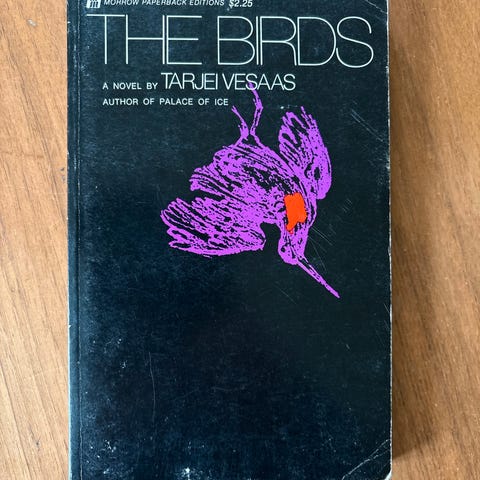 m MORROW PAPERBACK EDITIONS $2.25
THE BIRDS
A NOVEL BY TARJEI VESAAS
AUTHOR OF PALACE OF ICE